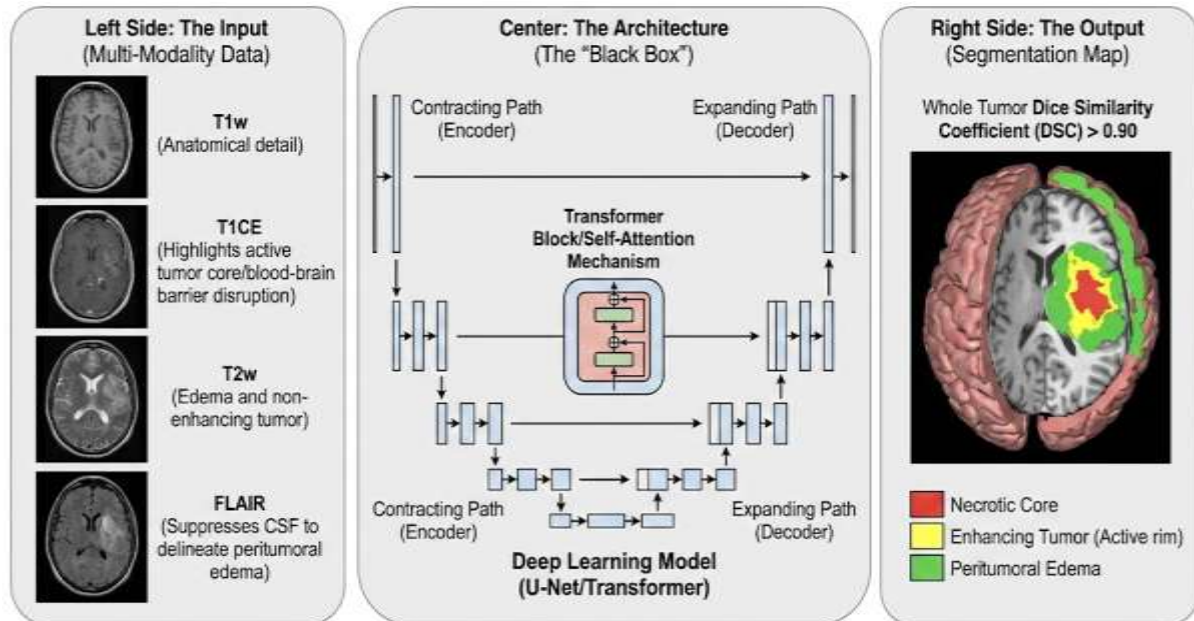 Left Side: The Input
(Multi-Modality Data)
T1w
(Anatomical detail)
T1CE
(Highlights active
tumor core/blood-brain
barrier disruption)
T2w
(Edema and non-
enhancing tumor)
FLAIR
(Suppresses CSF to
delineate peritumoral
edema)
Center: The Architecture
(The “Black Box”)
Contracting Path
(Encoder)
Expanding Path
(Decoder)
Transformer
Block/Self-Attention
Mechanism
Contracting Path
(Encoder)
Expanding Path
(Decoder)
Deep Learning Model
(U-Net/Transformer)
Right Side: The Output
(Segmentation Map)
Whole Tumor Dice Similarity
Coefficient (DSC) > 0.90
Necrotic Core
Enhancing Tumor (Active rim)
Peritumoral Edema